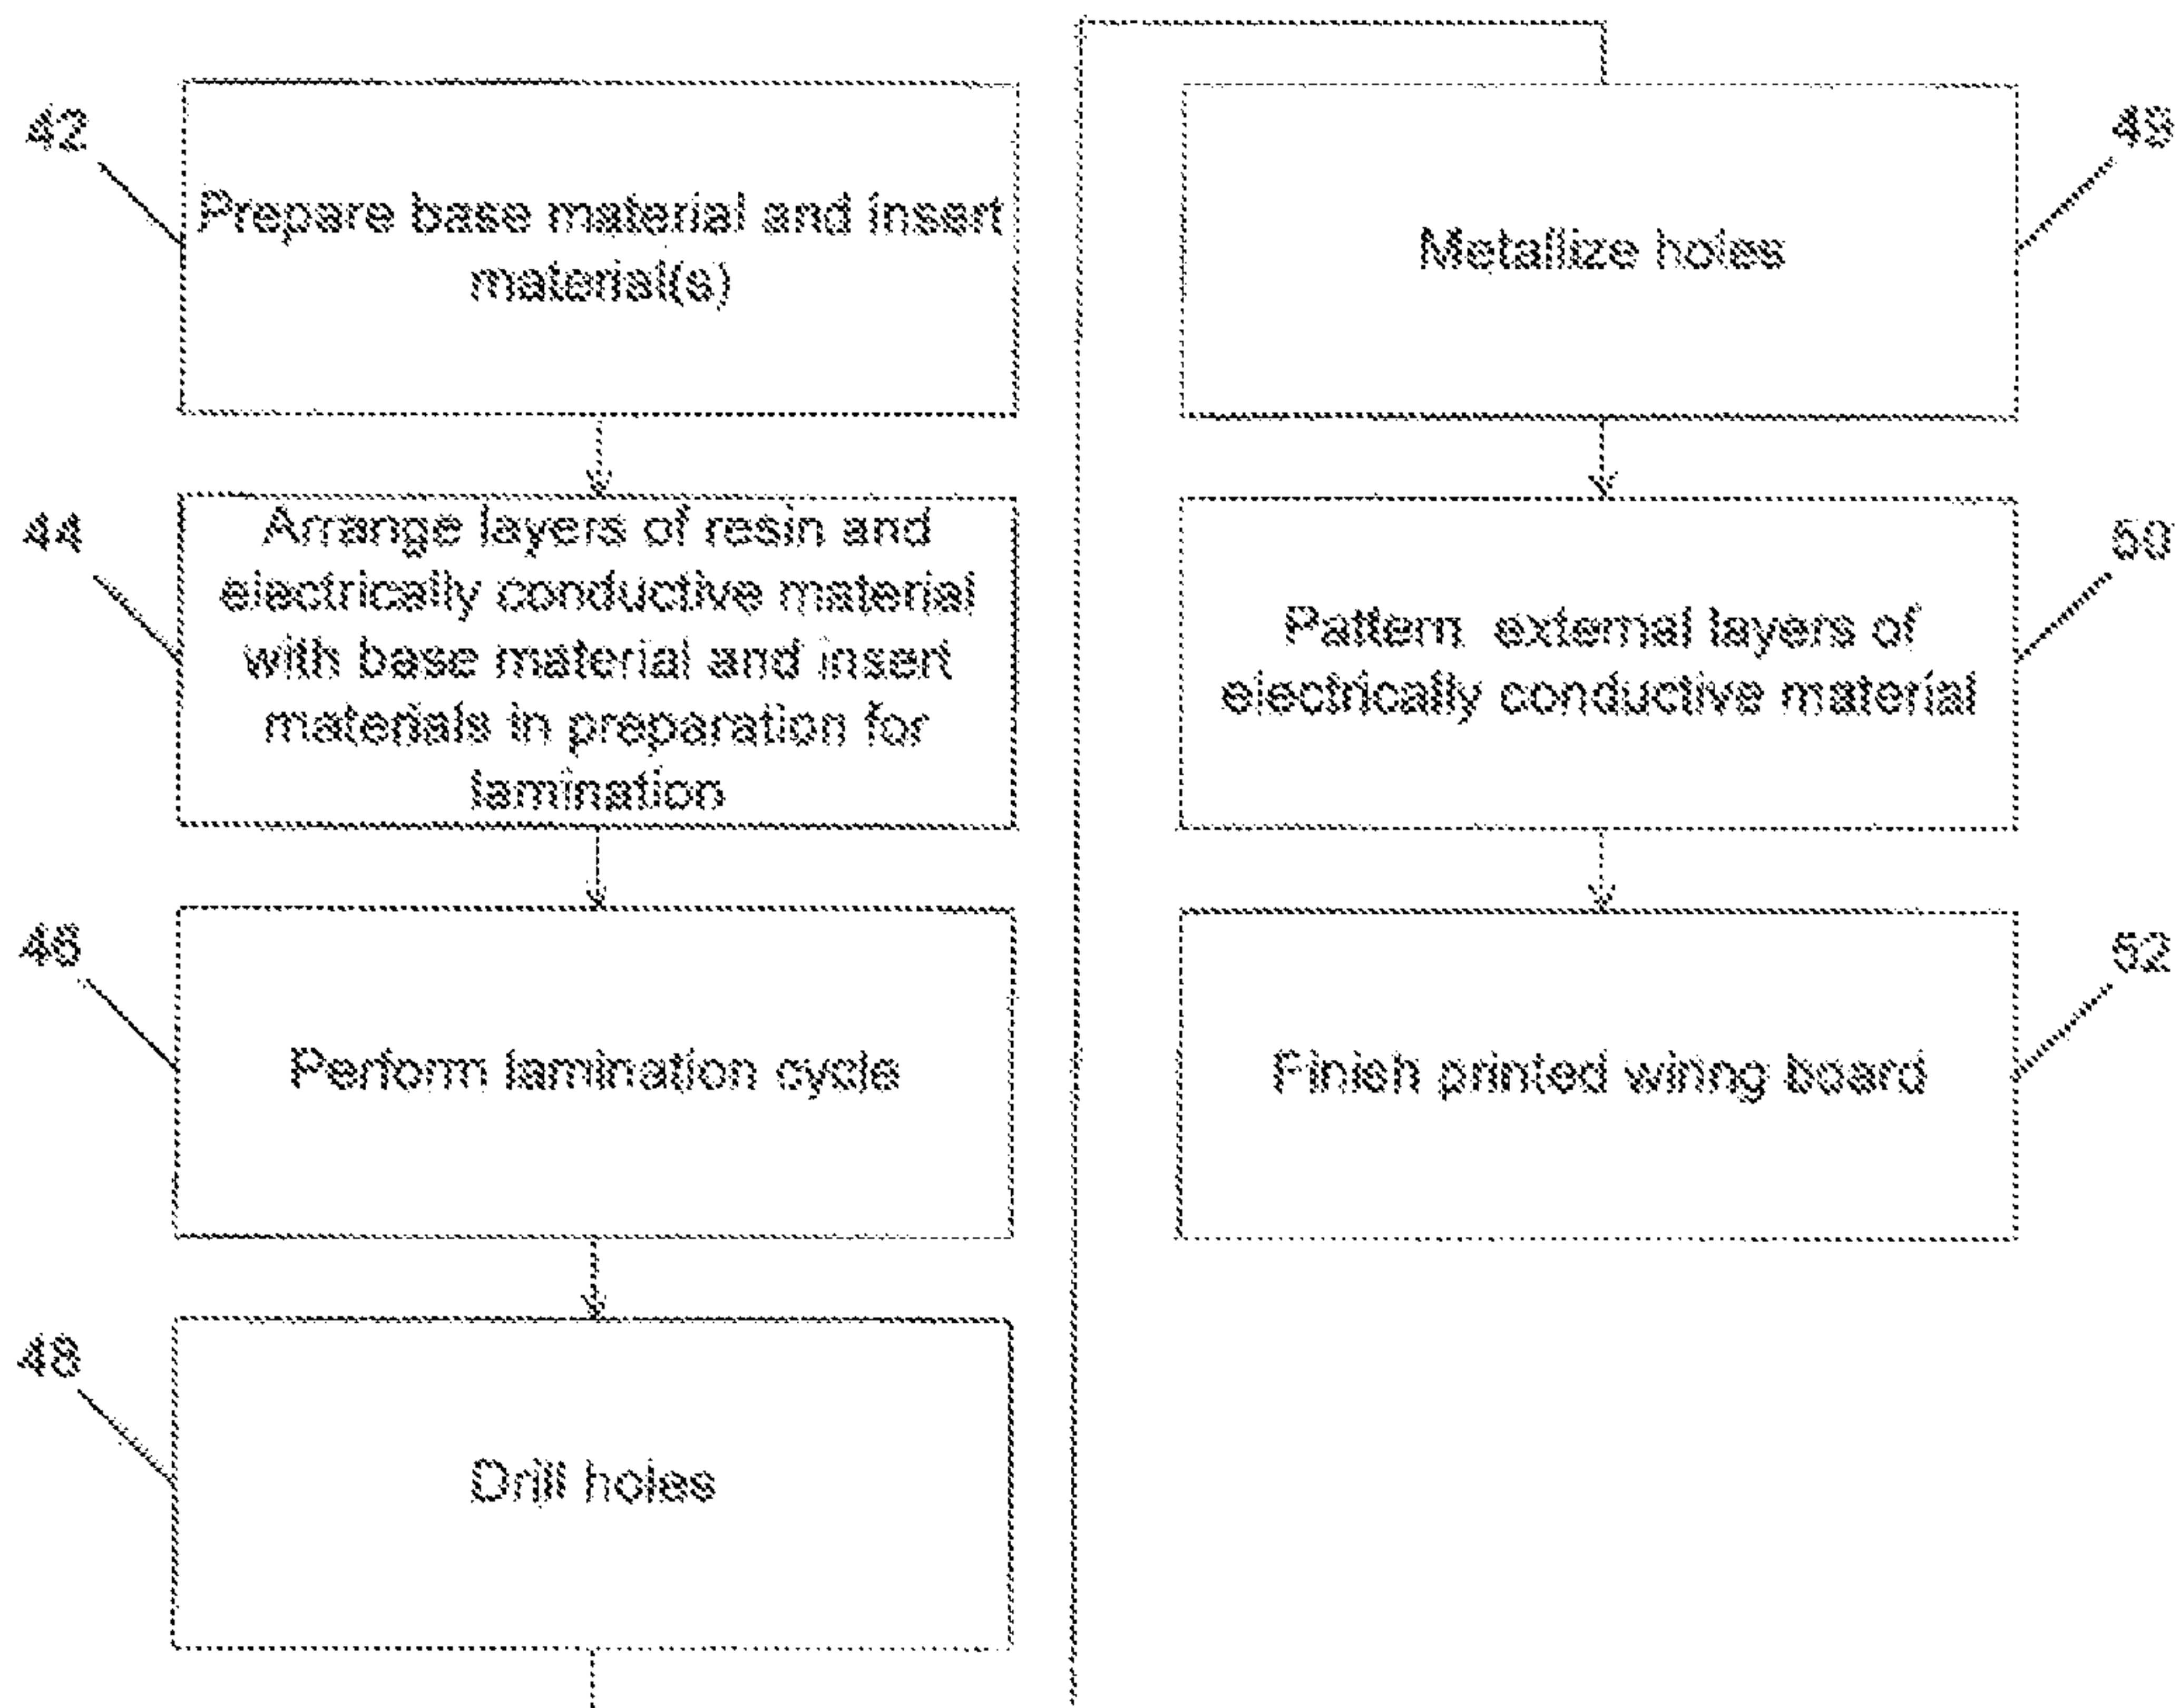 42
Prepare base material and insert
material(s)
44
Arrange layers of resin and
electrically conductive material
with base material and insert
materials in preparation for
lamination
46
Perform lamination cycle
48
Drill holes
49
Metallize holes
50
Pattern external layers of
electrically conductive material
52
Finish printed wiring board